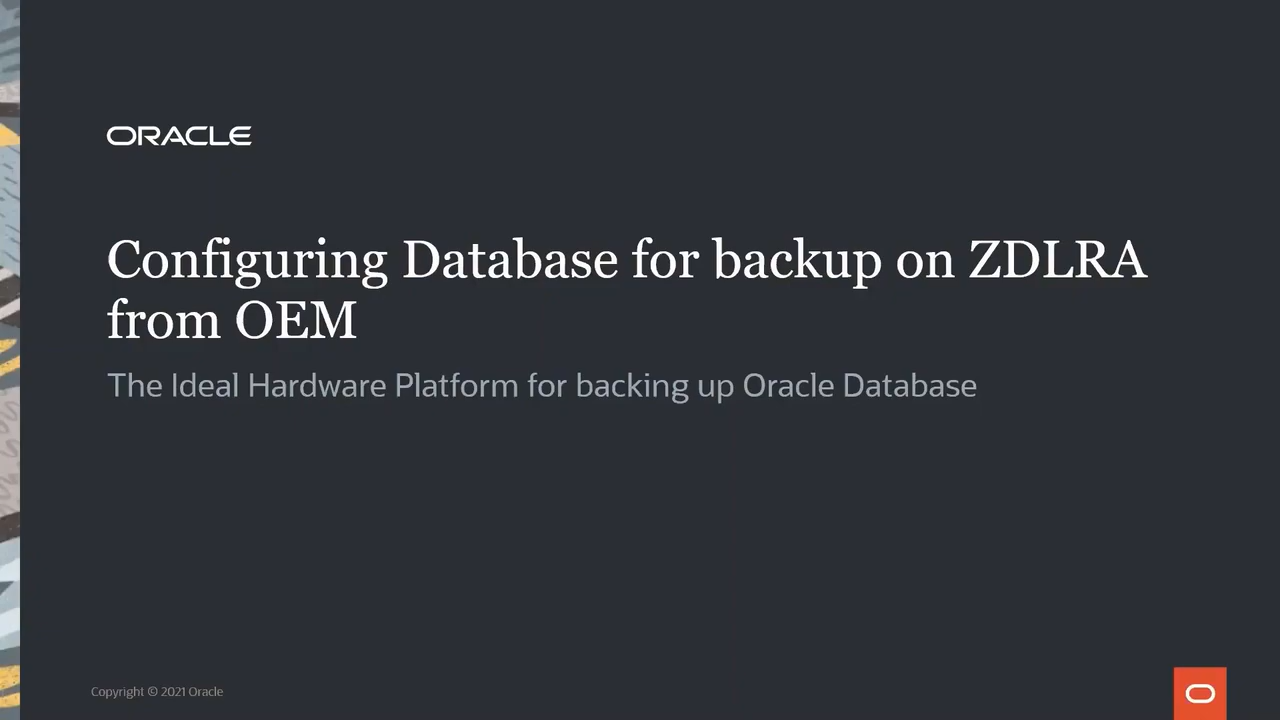 ORACLE
Configuring Database for backup on ZDLRA
from OEM
The Ideal Hardware Platform for backing up Oracle Database
Copyright © 2021 Oracle